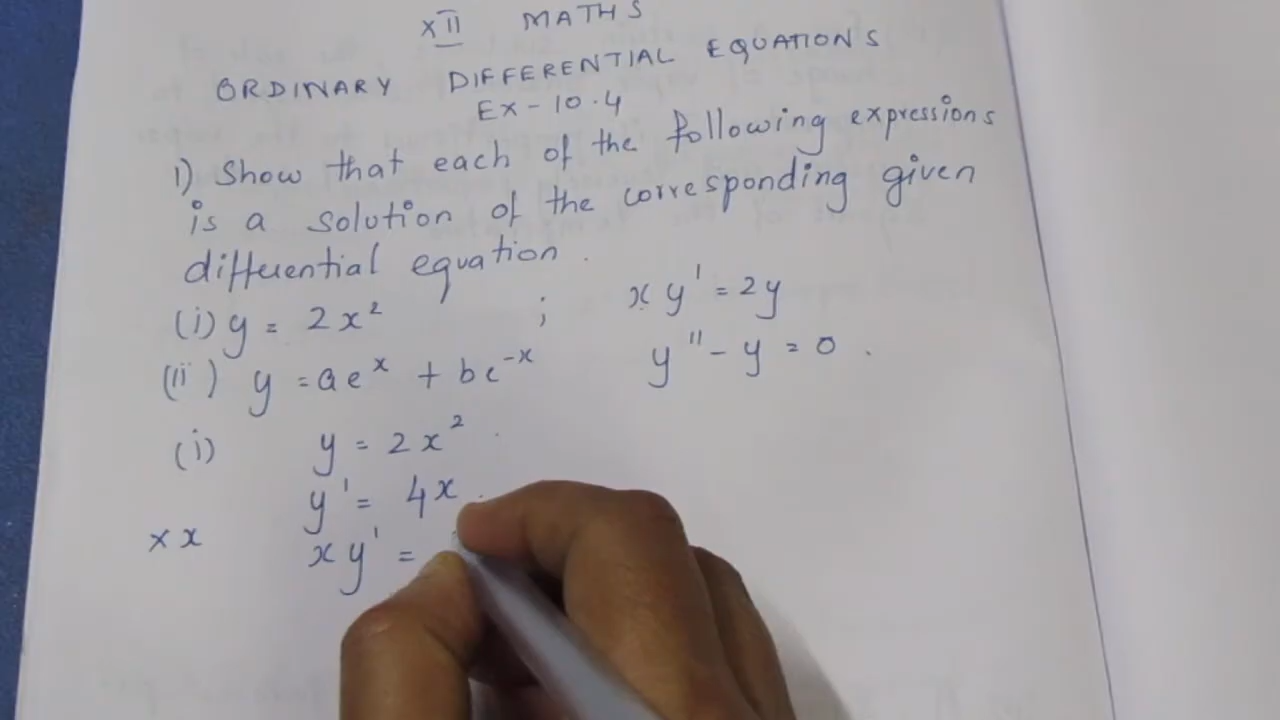 XII MATHS
ORDINARY DIFFERENTIAL EQUATIONS
Ex - 10.4
1) Show that each of the following expressions
is a solution of the corresponding given
differential equation.
(i) y = 2x² ; xy' = 2y
(ii) y = ae^x + be^-x y'' - y = 0.
(i) y = 2x².
y' = 4x.
× x xy' =